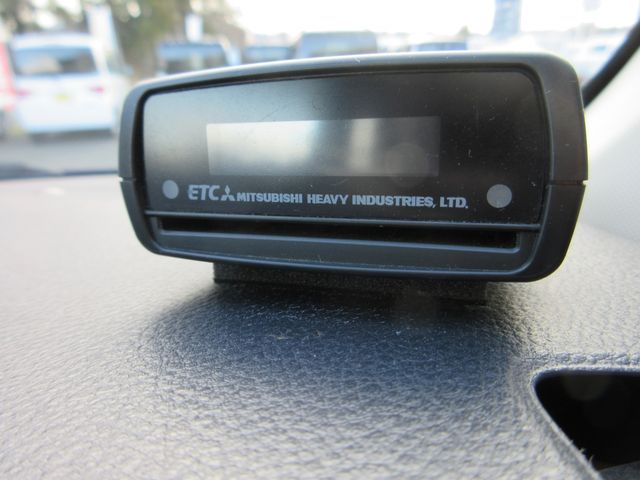 ETC MITSUBISHI HEAVY INDUSTRIES, LTD.